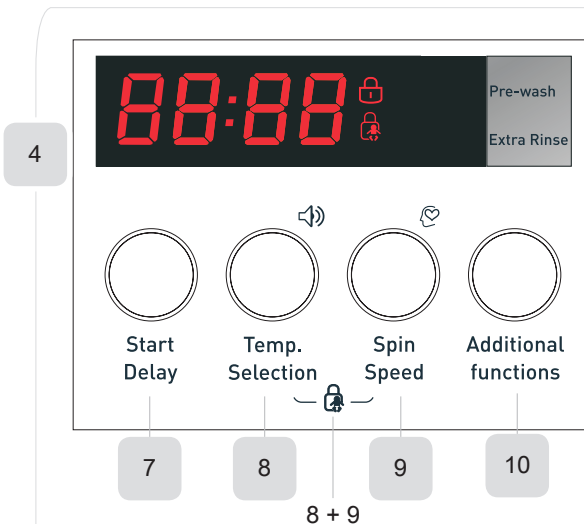 88:88
Pre-wash
Extra Rinse
4
Start
Delay
Temp.
Selection
Spin
Speed
Additional
functions
7
8
9
10
8 + 9